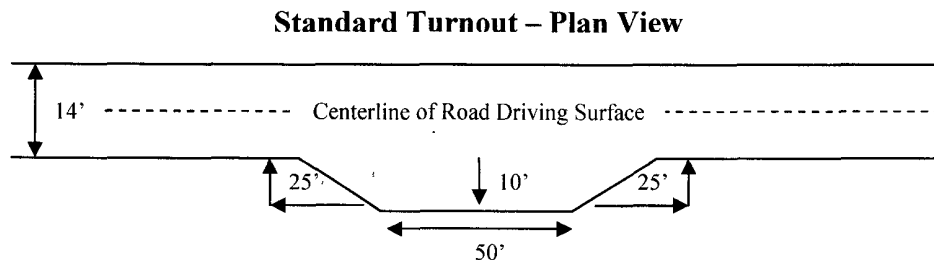 Standard Turnout – Plan View
14’
Centerline of Road Driving Surface
25’
10’
25’
50’